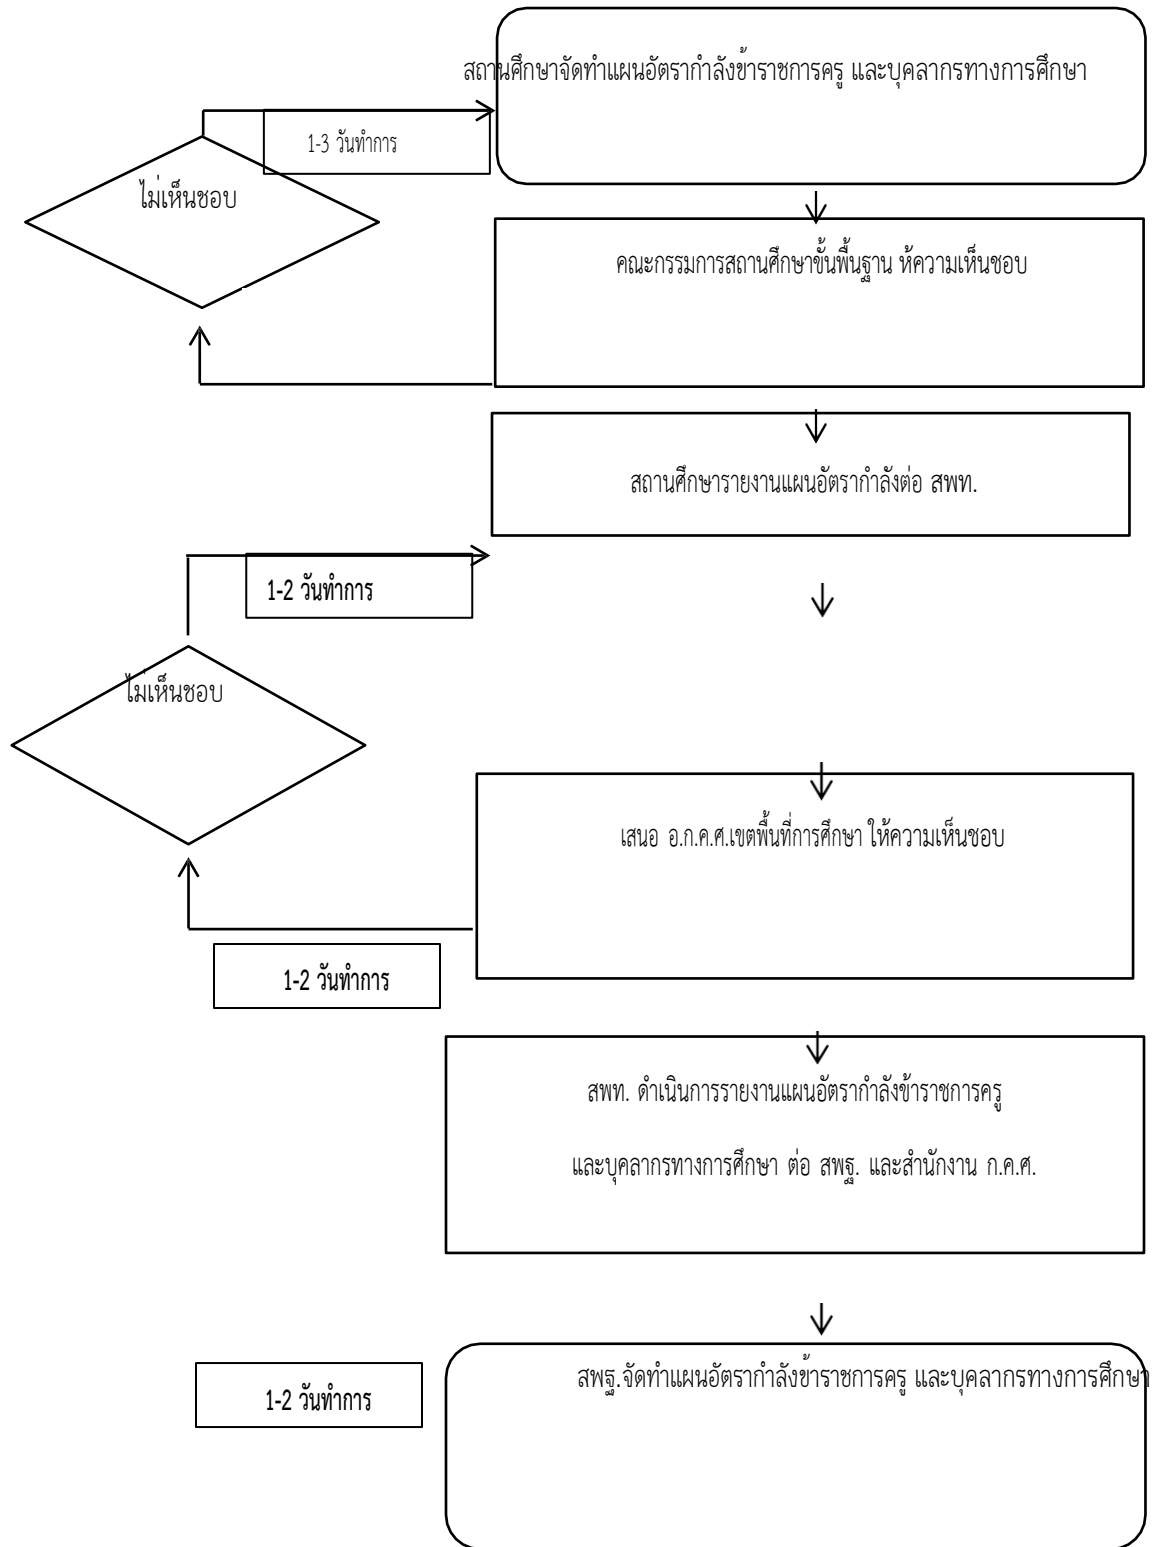 สถานศึกษาจัดทำแผนอัตรากำลังข้าราชการครู และบุคลากรทางการศึกษา
1-3 วันทำการ
ไม่เห็นชอบ
คณะกรรมการสถานศึกษาขั้นพื้นฐาน ห้ความเห็นชอบ
สถานศึกษารายงานแผนอัตรากำลังต่อ สพท.
1-2 วันทำการ
ไม่เห็นชอบ
เสนอ อ.ก.ค.ศ.เขตพื้นที่การศึกษา ให้ความเห็นชอบ
1-2 วันทำการ
สพท. ดำเนินการรายงานแผนอัตรากำลังข้าราชการครู
และบุคลากรทางการศึกษา ต่อ สพฐ. และสำนักงาน ก.ค.ศ.
สพฐ.จัดทำแผนอัตรากำลังข้าราชการครู และบุคลากรทางการศึกษา
1-2 วันทำการ